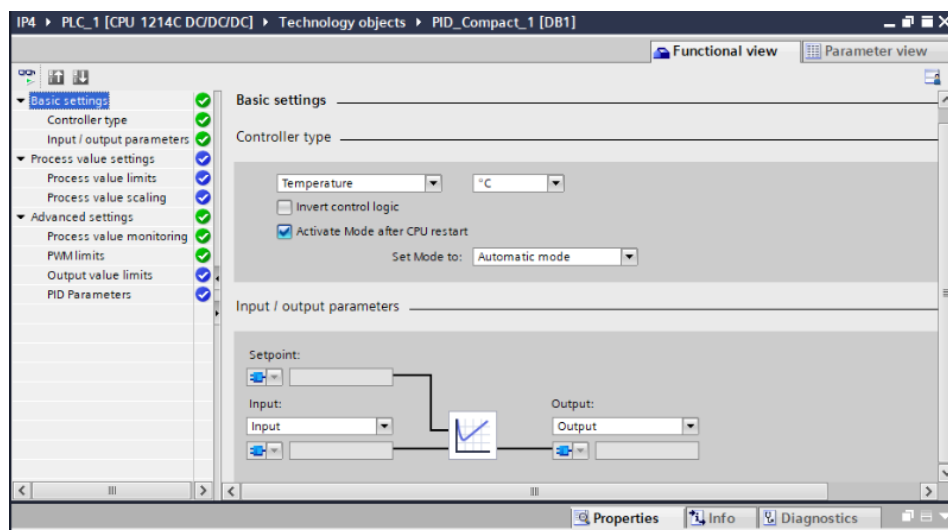 IP4 ▸ PLC_1 [CPU 1214C DC/DC/DC] ▸ Technology objects ▸ PID_Compact_1 [DB1]
Functional view
Parameter view
Basic settings
Controller type
Input / output parameters
Process value settings
Process value limits
Process value scaling
Advanced settings
Process value monitoring
PWM limits
Output value limits
PID Parameters
Basic settings
Controller type
Temperature
°C
Invert control logic
Activate Mode after CPU restart
Set Mode to: Automatic mode
Input / output parameters
Setpoint:
Input:
Input
Output:
Output
Properties
Info
Diagnostics